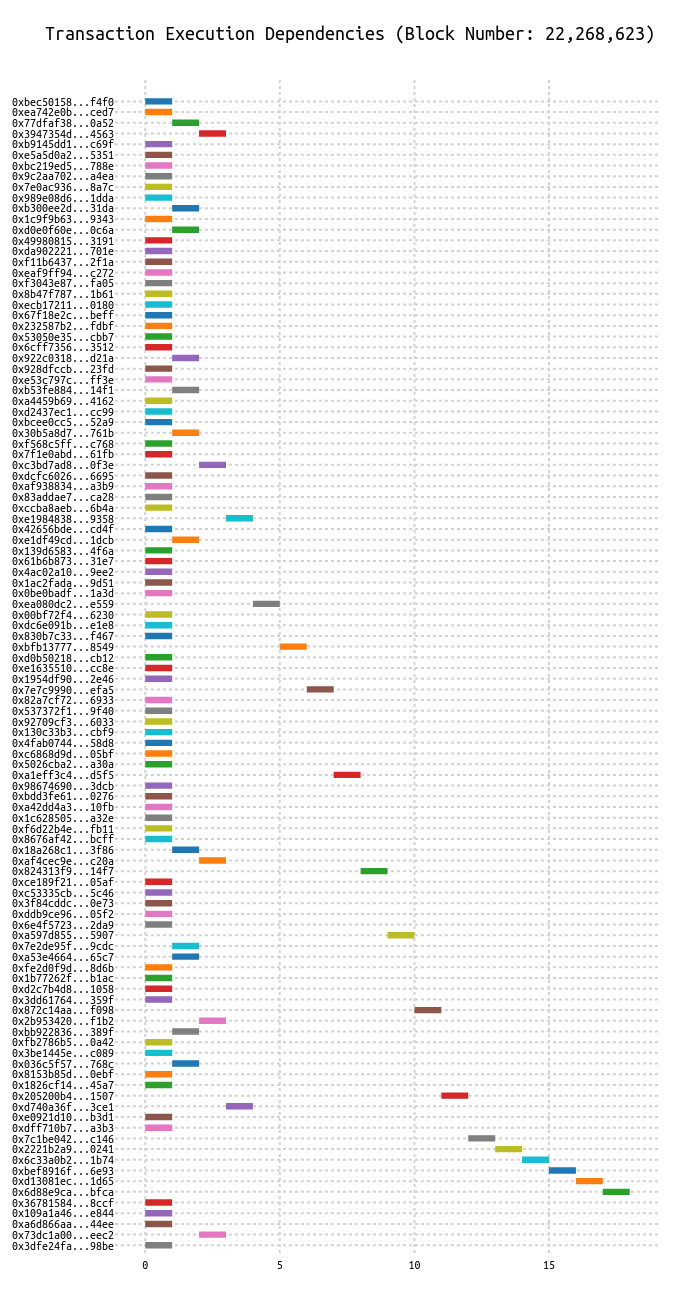 Transaction Execution Dependencies (Block Number: 22,268,623)
0xbec50158...f4f0
0xea742e0b...ced7
0x77dfaf38...0a52
0x3947354d...4563
0xb9145dd1...c69f
0xe5a5d0a2...5351
0xbc219ed5...788e
0x9c2aa702...a4ea
0x7e0ac936...8a7c
0x989e08d6...1dda
0xb300ee2d...31da
0x1c9f9b63...9343
0xd0e0f60e...0c6a
0x49980815...3191
0xda902221...701e
0xf11b6437...2f1a
0xeaf9ff94...c272
0xf3043e87...fa05
0x8b47f787...1b61
0xecb17211...0180
0x67f18e2c...beff
0x232587b2...fdbf
0x53050e35...cbb7
0x6cff7356...3512
0x922c0318...d21a
0x928dfccb...23fd
0xe53c797c...ff3e
0xb53fe884...14f1
0xa4459b69...4162
0xd2437ec1...cc99
0xbcee0cc5...52a9
0x30b5a8d7...761b
0xf568c5ff...c768
0x7f1e0abd...61fb
0xc3bd7ad8...0f3e
0xdcfc6026...6695
0xaf938834...a3b9
0x83addae7...ca28
0xccba8aeb...6b4a
0xe1984838...9358
0x42656bde...cd4f
0xe1df49cd...1dcb
0x139d6583...4f6a
0x61b6b873...31e7
0x4ac02a10...9ee2
0x1ac2fada...9d51
0x0be0badf...1a3d
0xea080dc2...e559
0x00bf72f4...6230
0xdc6e091b...e1e8
0x830b7c33...f467
0xbfb13777...8549
0xd0b50218...cb12
0xe1635510...cc8e
0x1954df90...2e46
0x7e7c9990...efa5
0x82a7cf72...6933
0x537372f1...9f40
0x92709cf3...6033
0x130c33b3...cbf9
0x4fab0744...58d8
0xc6868d9d...05bf
0x5026cba2...a30a
0xa1eff3c4...d5f5
0x98674690...3dcb
0xbdd3fe61...0276
0xa42dd4a3...10fb
0x1c628505...a32e
0xf6d22b4e...fb11
0x8676af42...bcff
0x18a268c1...3f86
0xaf4cec9e...c20a
0x824313f9...14f7
0xce189f21...05af
0xc53335cb...5c46
0x3f84cddc...0e73
0xddb9ce96...05f2
0x6e4f5723...2da9
0xa597d855...5907
0x7e2de95f...9cdc
0xa53e4664...65c7
0xfe2d0f9d...8d6b
0x1b77262f...b1ac
0xd2c7b4d8...1058
0x3dd61764...359f
0x872c14aa...f098
0x2b953420...f1b2
0xbb922836...389f
0xfb2786b5...0a42
0x3be1445e...c089
0x036c5f57...768c
0x8153b85d...0ebf
0x1826cf14...45a7
0x205200b4...1507
0xd740a36f...3ce1
0xe0921d10...b3d1
0xdff710b7...a3b3
0x7c1be042...c146
0x2221b2a9...0241
0x6c33a0b2...1b74
0xbef8916f...6e93
0xd13081ec...1d65
0x6d88e9ca...bfca
0x36781584...8ccf
0x109a1a46...e844
0xa6d866aa...44ee
0x73dc1a00...eec2
0x3dfe24fa...98be
0 5 10 15